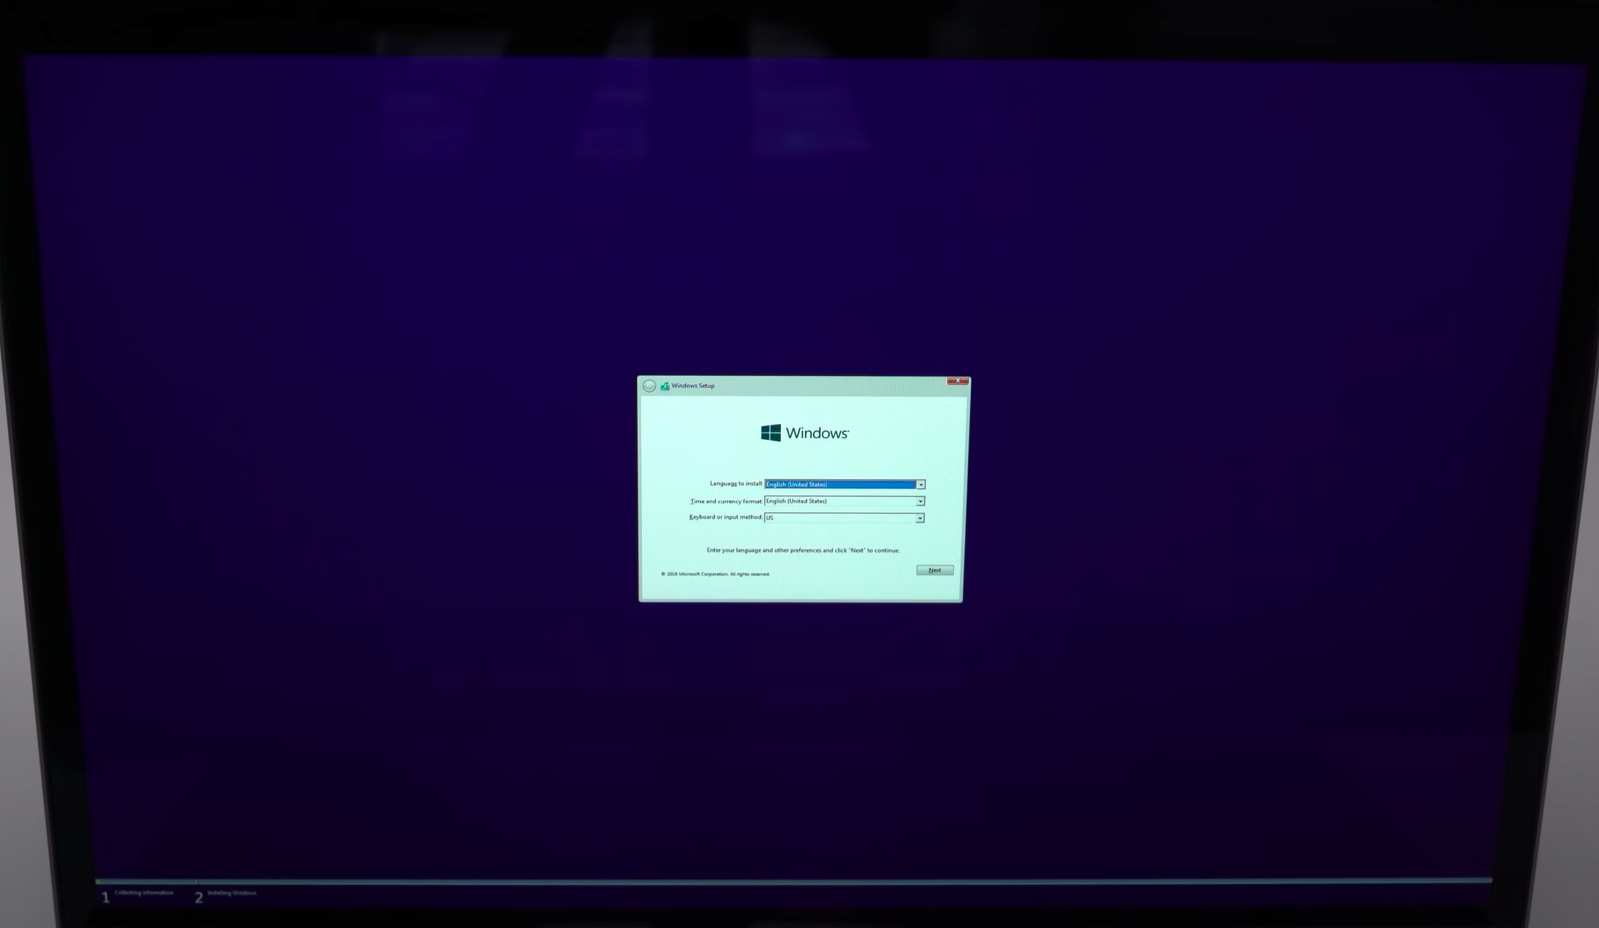 Windows Setup
Windows
Language to install: English (United States)
Time and currency format: English (United States)
Keyboard or input method: US
Enter your language and other preferences and click "Next" to continue.
© 2018 Microsoft Corporation. All rights reserved.
Next
1 Collecting information
2 Installing Windows